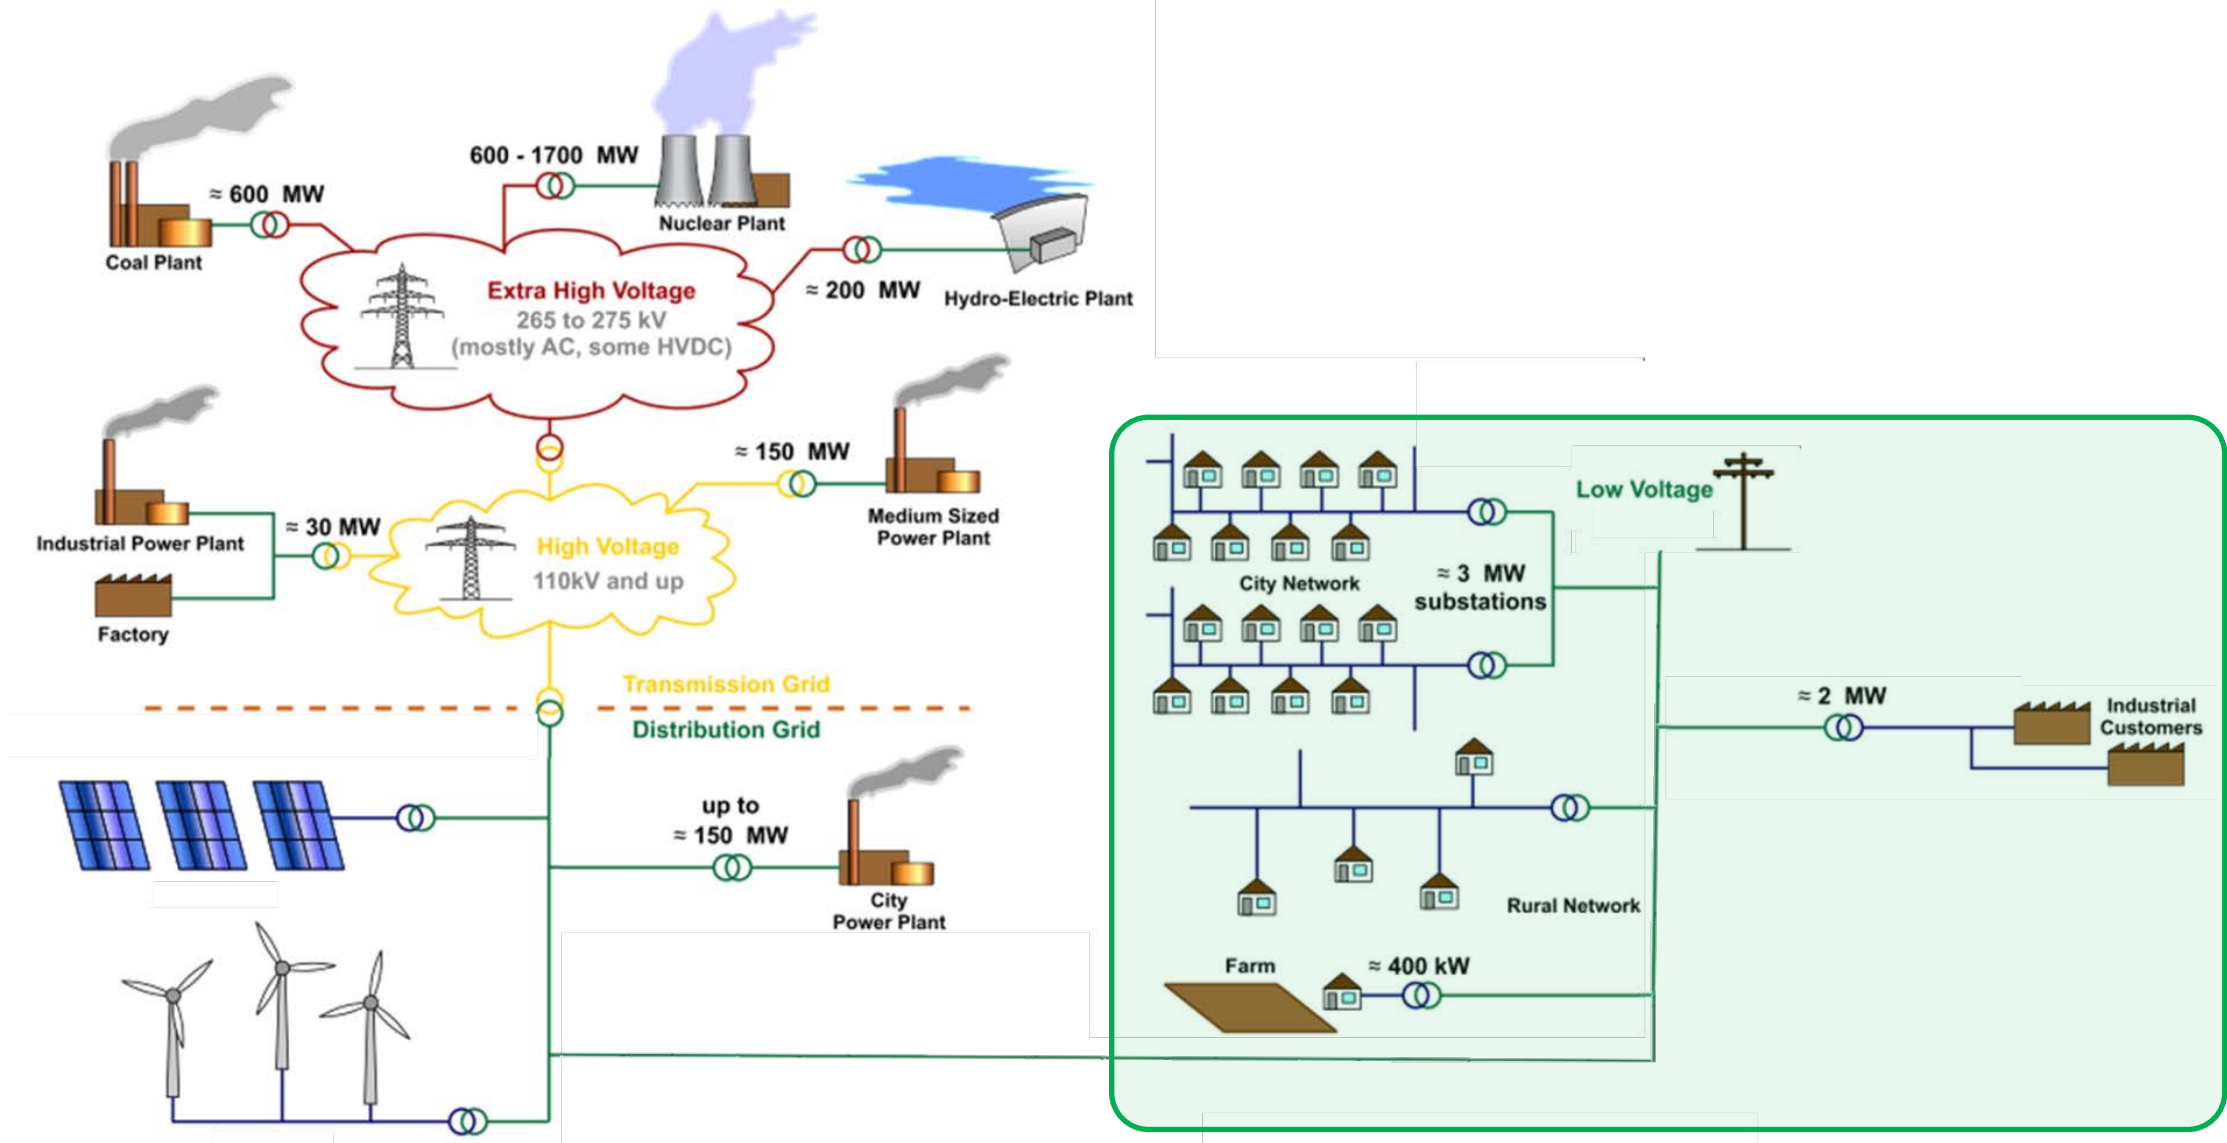 600 - 1700 MW
≈ 600 MW
Nuclear Plant
Coal Plant
≈ 200 MW
Hydro-Electric Plant
Extra High Voltage
265 to 275 kV
(mostly AC, some HVDC)
≈ 150 MW
Medium Sized
Power Plant
≈ 30 MW
Industrial Power Plant
Factory
High Voltage
110kV and up
Transmission Grid
Distribution Grid
up to
≈ 150 MW
City
Power Plant
Low Voltage
City Network
≈ 3 MW
substations
≈ 2 MW
Industrial
Customers
Rural Network
Farm
≈ 400 kW